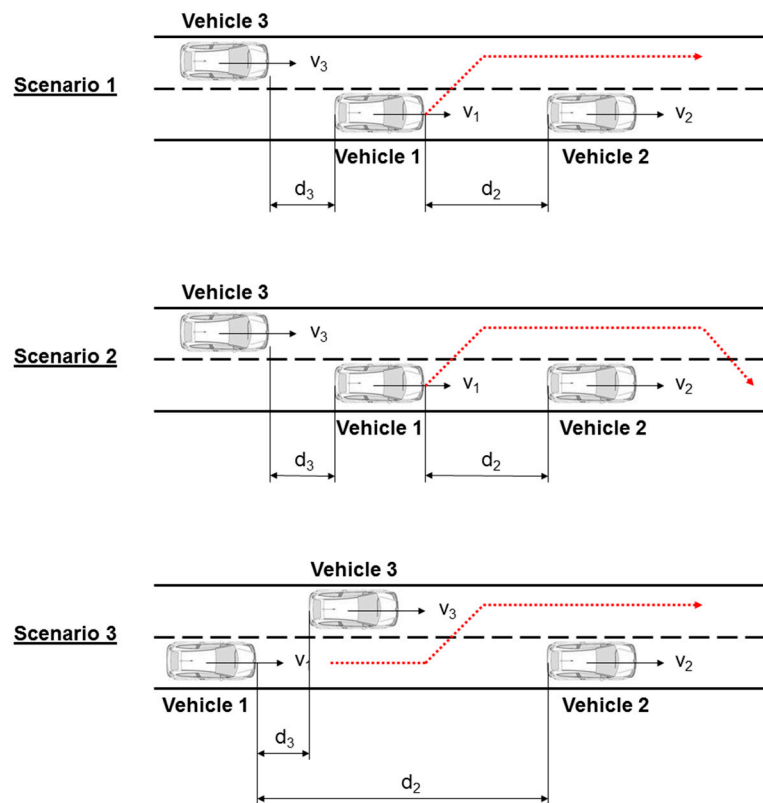 Vehicle 3
Scenario 1
v3
v1
v2
Vehicle 1
Vehicle 2
d3
d2
Vehicle 3
Scenario 2
v3
v1
v2
Vehicle 1
Vehicle 2
d3
d2
Vehicle 3
Scenario 3
v3
v
v2
Vehicle 1
Vehicle 2
d3
d2